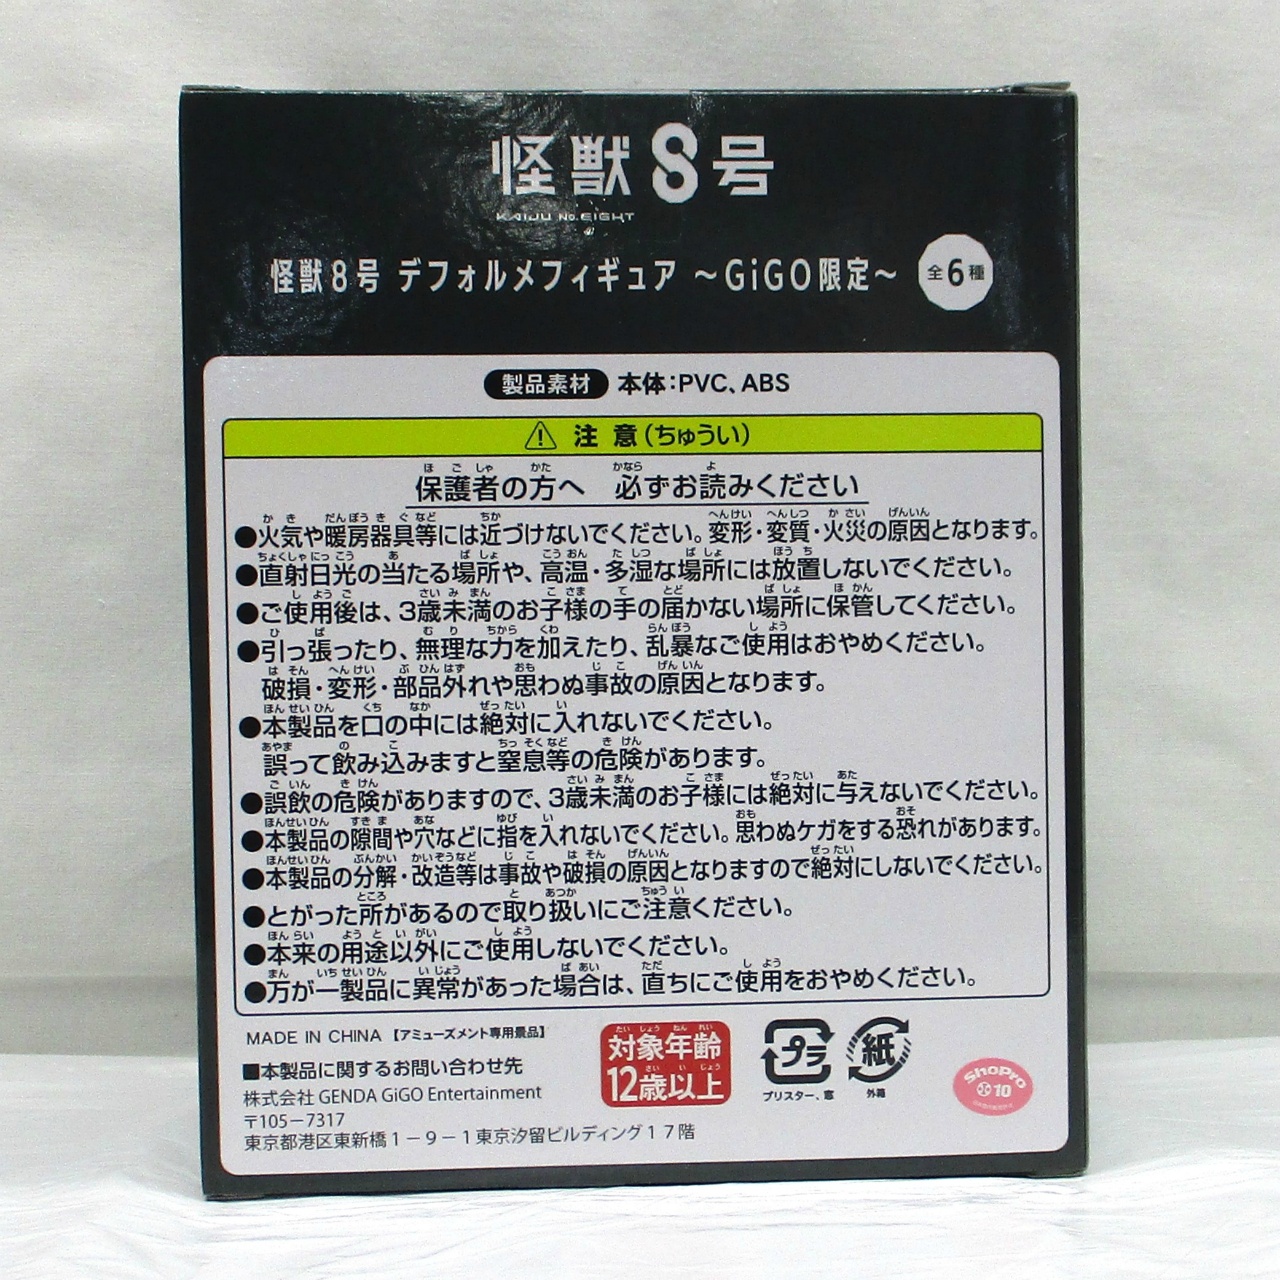 怪獣8号
KAIJU No.EIGHT
怪獣8号 デフォルメフィギュア ～GiGO限定～ 全6種
製品素材 本体：PVC、ABS
注意（ちゅうい）
保護者の方へ 必ずお読みください
●火気や暖房器具等には近づけないでください。変形・変質・火災の原因となります。
●直射日光の当たる場所や、高温・多湿な場所には放置しないでください。
●ご使用後は、3歳未満のお子様の手の届かない場所に保管してください。
●引っ張ったり、無理な力を加えたり、乱暴なご使用はおやめください。
破損・変形・部品外れや思わぬ事故の原因となります。
●本製品を口の中には絶対に入れないでください。
誤って飲み込みますと窒息等の危険があります。
●誤飲の危険がありますので、3歳未満のお子様には絶対に与えないでください。
●本製品の隙間や穴などに指を入れないでください。思わぬケガをする恐れがあります。
●本製品の分解・改造等は事故や破損の原因となりますので絶対にしないでください。
●とがった所があるので取り扱いにご注意ください。
●本来の用途以外にご使用しないでください。
●万が一製品に異常があった場合は、直ちにご使用をおやめください。
MADE IN CHINA 【アミューズメント専用景品】
■本製品に関するお問い合わせ先
株式会社 GENDA GiGO Entertainment
〒105－7317
東京都港区東新橋1－9－1東京汐留ビルディング17階
対象年齢
12歳以上
プラ
ブリスター、窓
紙
外箱
ShoPro
10